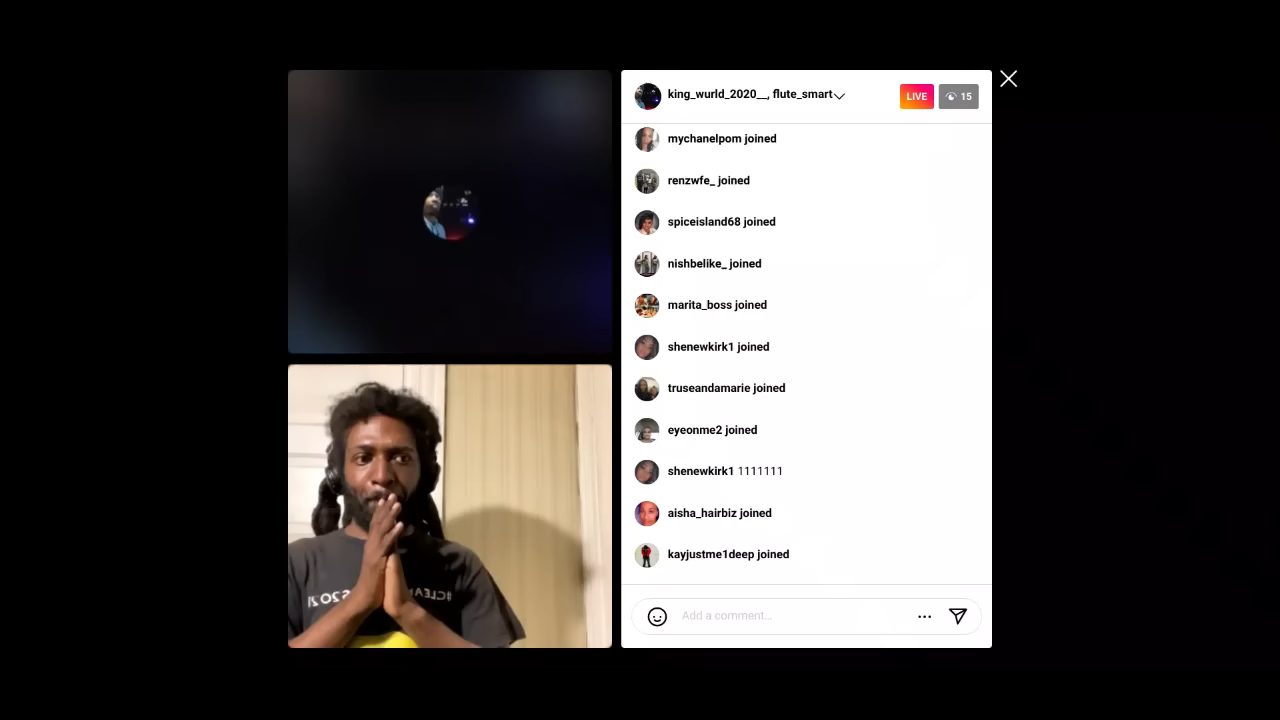 king_wurld_2020__, flute_smart
LIVE
15
mychanelpom joined
renzwfe_ joined
spiceisland68 joined
nishbelike_ joined
marita_boss joined
shenewkirk1 joined
truseandamarie joined
eyeonme2 joined
shenewkirk1 1111111
aisha_hairbiz joined
kayjustme1deep joined
Add a comment...